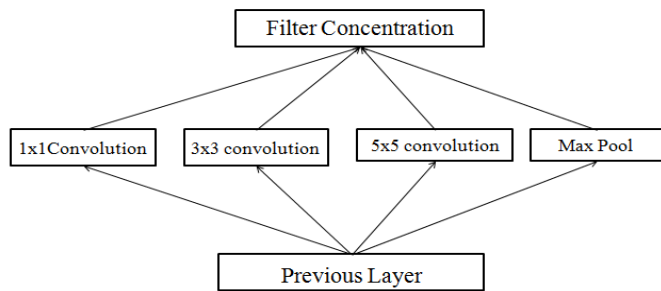 Filter Concentration
1x1Convolution
3x3 convolution
5x5 convolution
Max Pool
Previous Layer